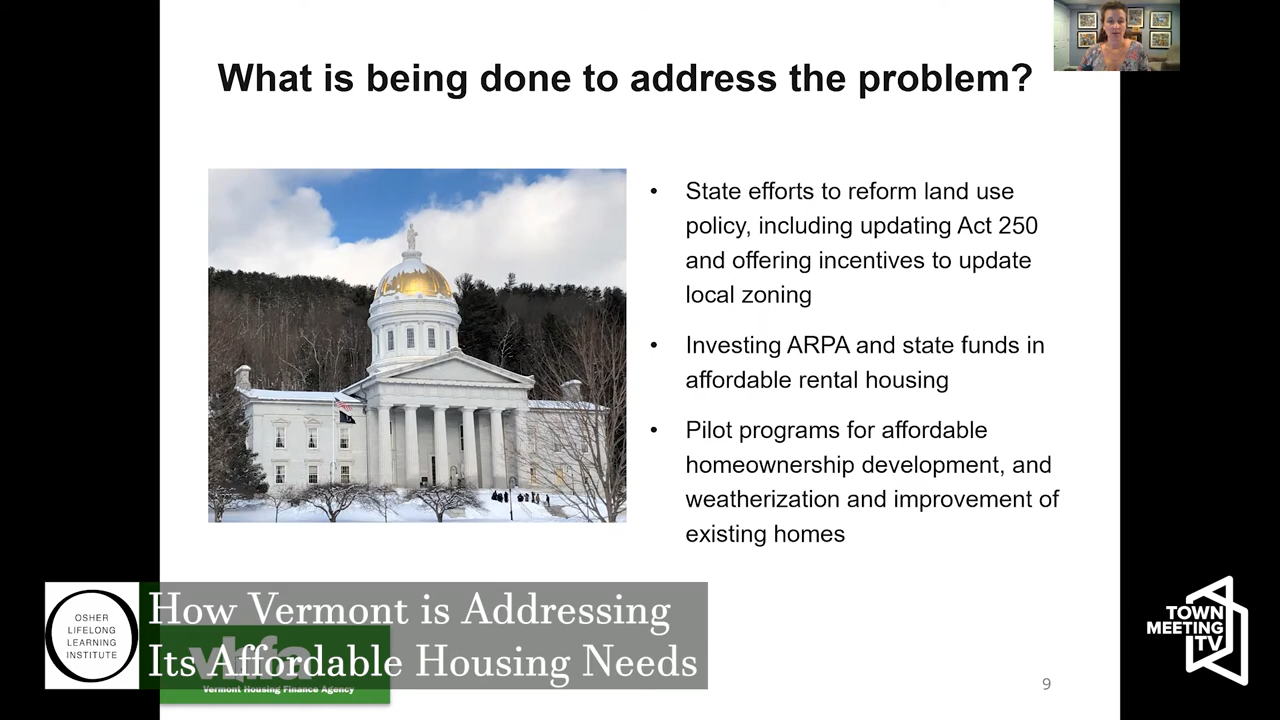 What is being done to address the problem?
• State efforts to reform land use
policy, including updating Act 250
and offering incentives to update
local zoning
• Investing ARPA and state funds in
affordable rental housing
• Pilot programs for affordable
homeownership development, and
weatherization and improvement of
existing homes
OSHER
LIFELONG
LEARNING
INSTITUTE
How Vermont is Addressing
Its Affordable Housing Needs
vhfa
Vermont Housing Finance Agency
TOWN
MEETING
TV
9